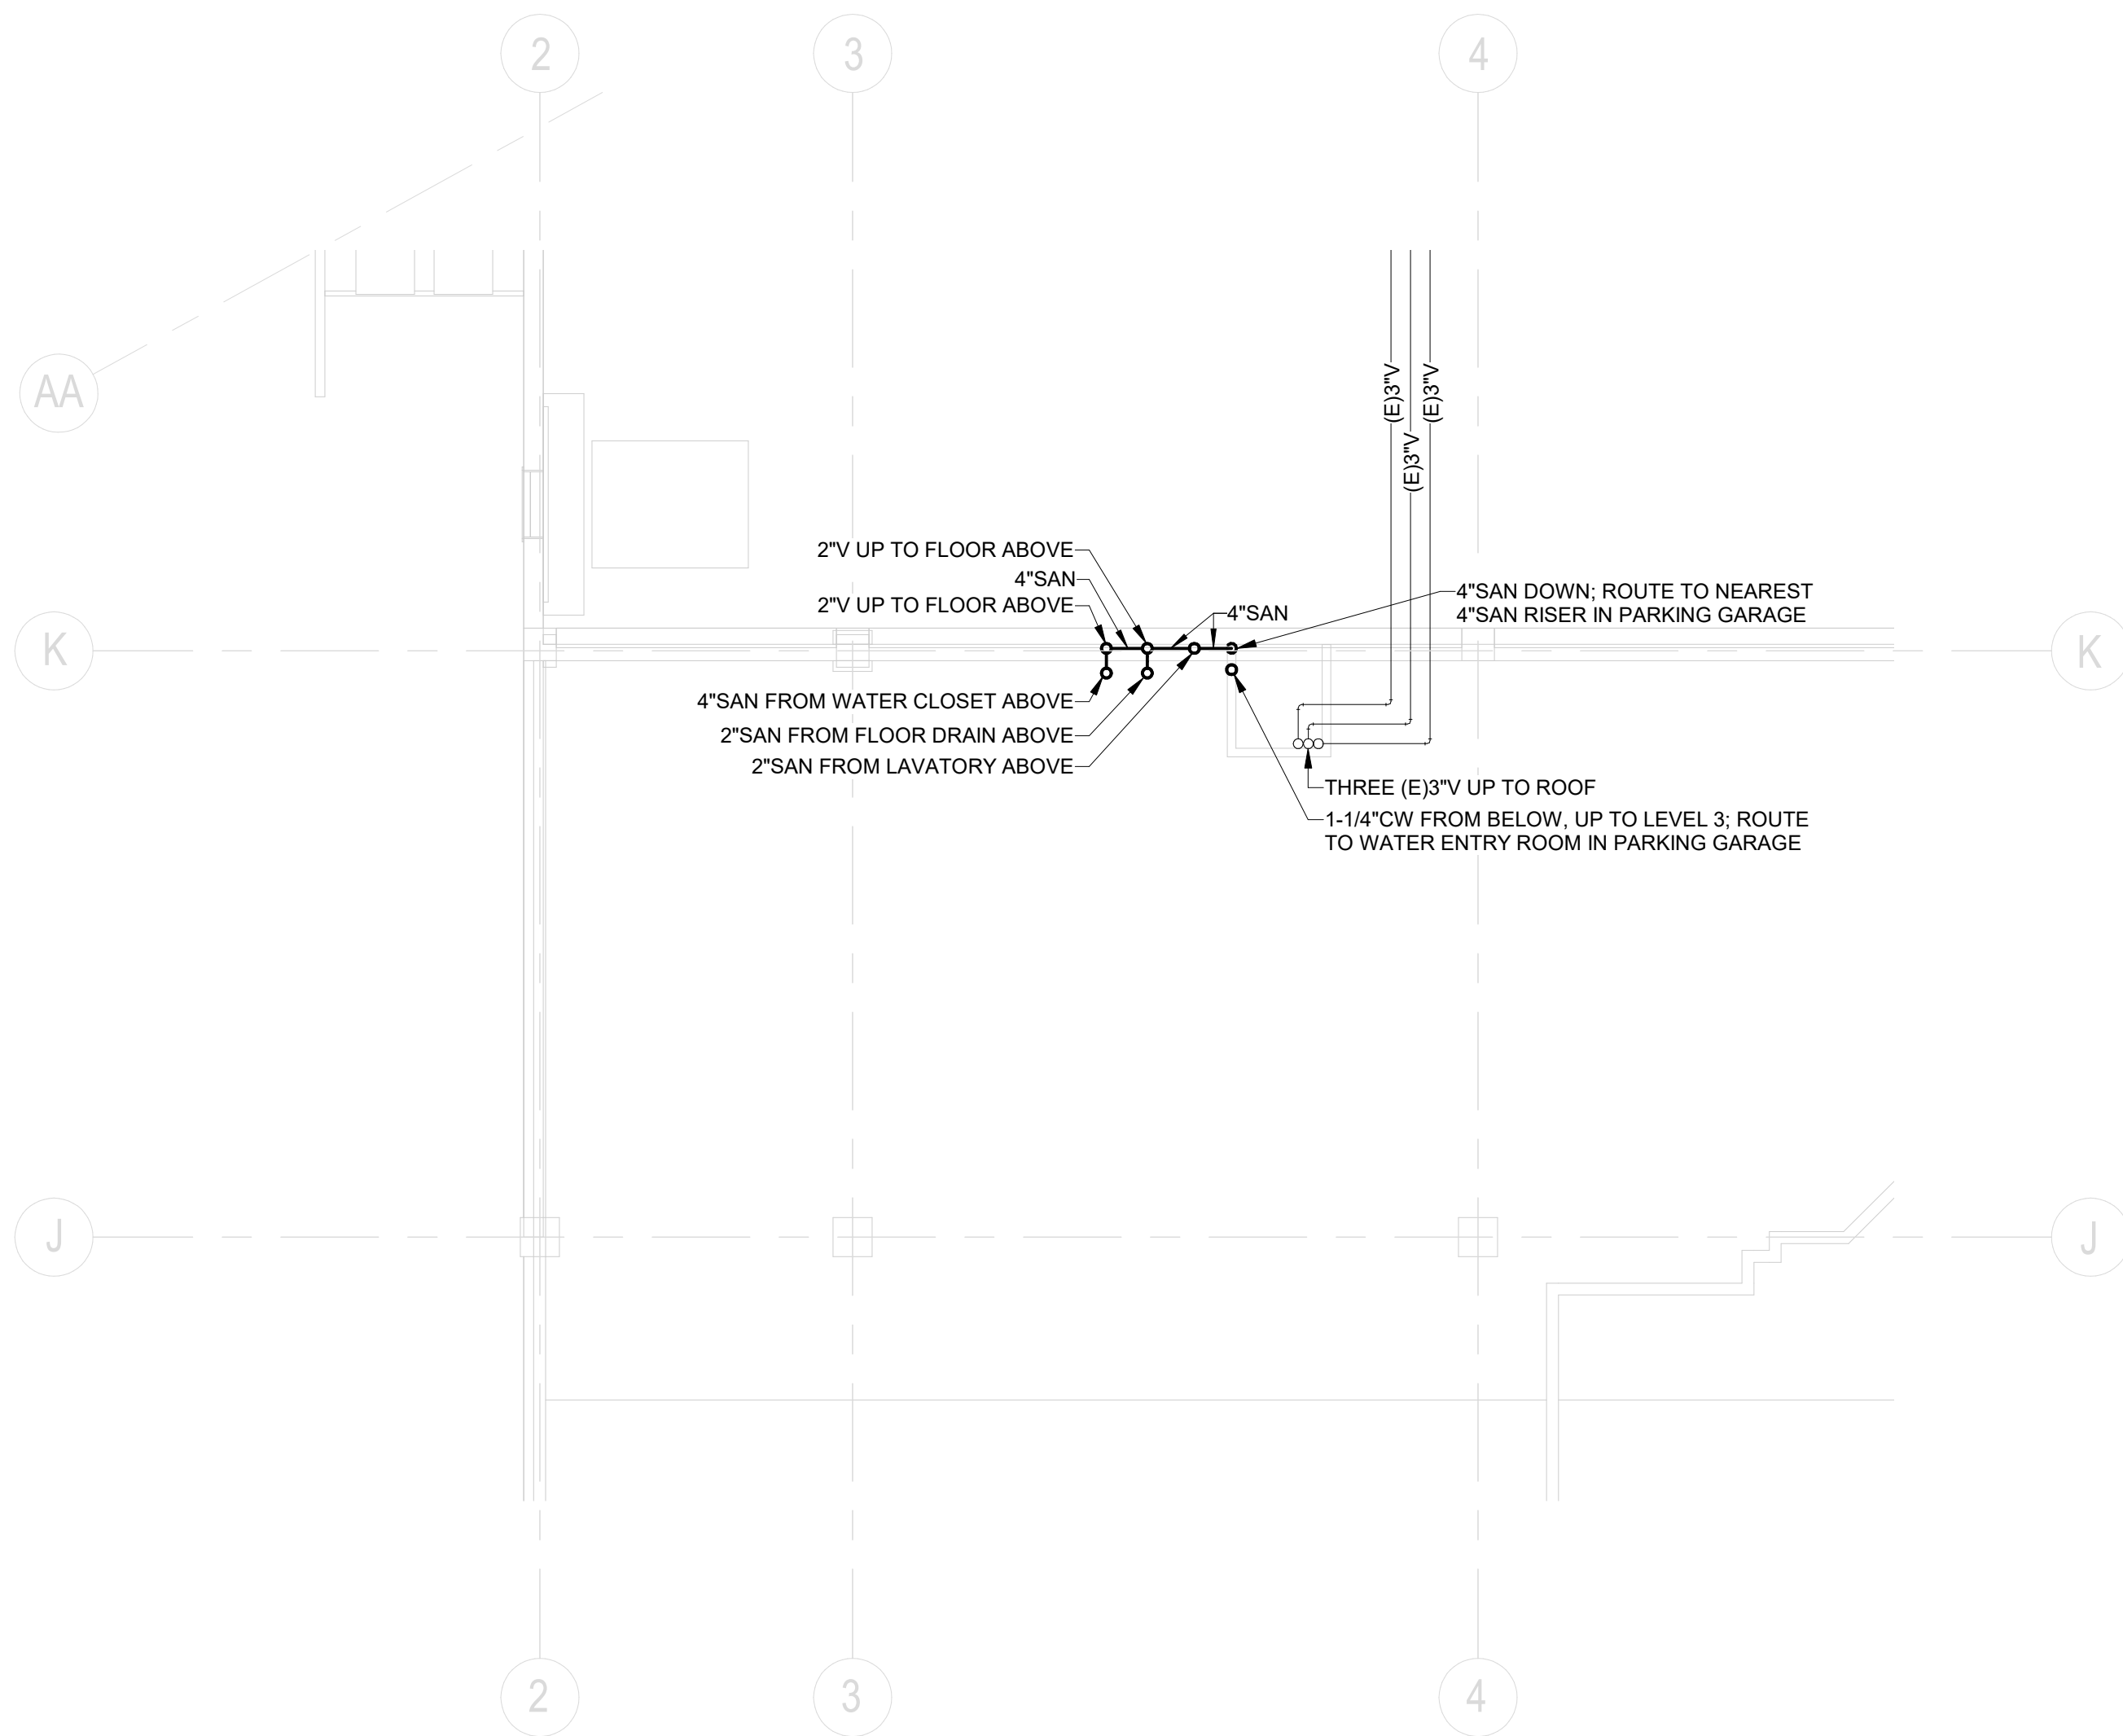 2
3
4
AA
(E)3"V
(E)3"V
(E)3"V
2"V UP TO FLOOR ABOVE
4"SAN
2"V UP TO FLOOR ABOVE
4"SAN
4"SAN DOWN; ROUTE TO NEAREST
4"SAN RISER IN PARKING GARAGE
K
K
4"SAN FROM WATER CLOSET ABOVE
2"SAN FROM FLOOR DRAIN ABOVE
2"SAN FROM LAVATORY ABOVE
THREE (E)3"V UP TO ROOF
1-1/4"CW FROM BELOW, UP TO LEVEL 3; ROUTE
TO WATER ENTRY ROOM IN PARKING GARAGE
J
J
2
3
4